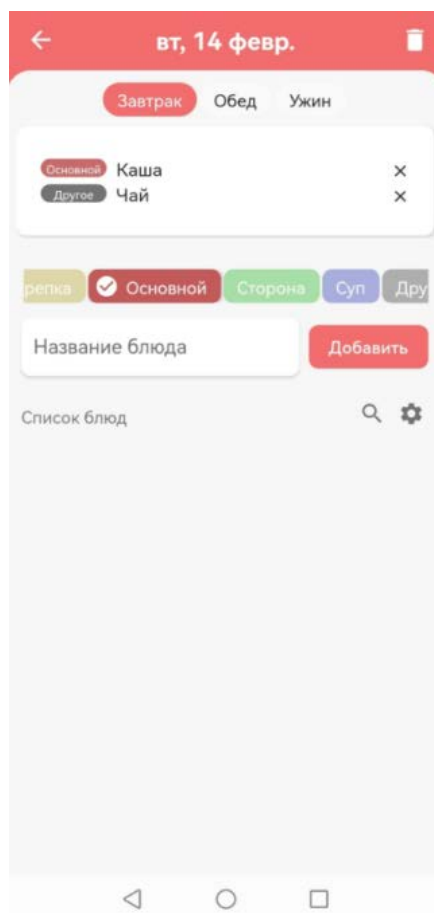 вт, 14 февр.
Завтрак Обед Ужин
Основной Каша
Другое Чай
репка Основной Сторона Суп Дру
Название блюда Добавить
Список блюд